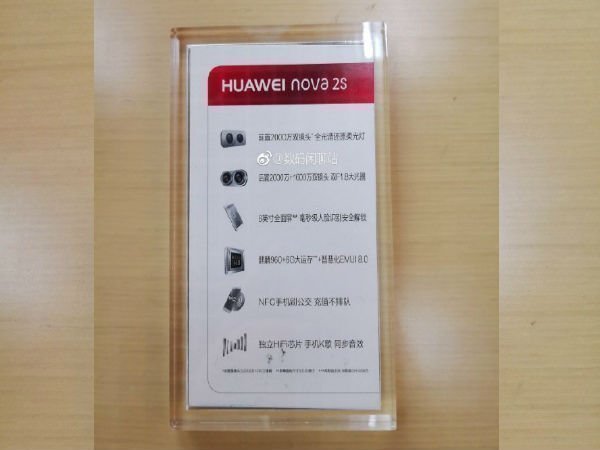 HUAWEI nova 2S
前置2000万双镜头* 全光谱还原柔光灯
@数码闲聊站
后置2000万+1600万双镜头 双F1.8大光圈
6英寸全面屏** 毫秒级人脸识别安全解锁
麒麟960+6G大运存***+智慧化EMUI 8.0
NFC手机刷公交 充值不排队
独立HiFi芯片 手机K歌 同步音效